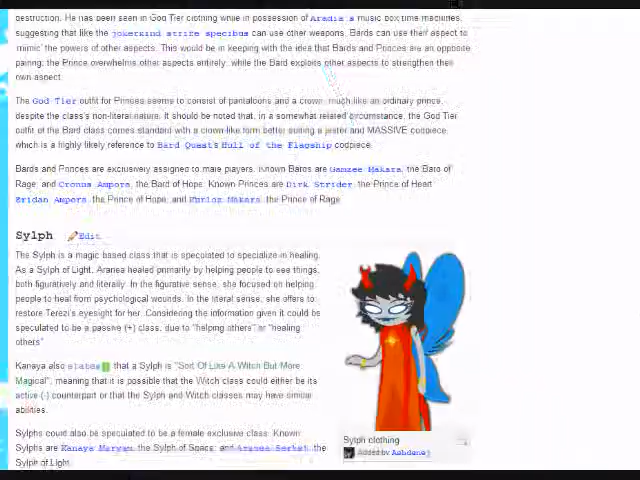 destruction. He has been seen in God Tier clothing while in possession of Aradia's music box time machines,
suggesting that like the jokerkind strife specibus can use other weapons, Bards can use their aspect to
'mimic' the powers of other aspects. This would be in keeping with the idea that Bards and Princes are an opposite
pairing: the Prince overwhelms other aspects entirely, while the Bard exploits other aspects to strengthen their
own aspect.
The God Tier outfit for Princes seems to consist of pantaloons and a crown, much like an ordinary prince,
despite the class's non-literal nature. It should be noted that, in a somewhat related circumstance, the God Tier
outfit of the Bard class comes standard with a crown-like form better suiting a jester and MASSIVE codpiece,
which is a highly likely reference to Bard Quest's Hull of the Flagship codpiece.
Bards and Princes are exclusively assigned to male players. Known Bards are Gamzee Makara, the Bard of
Rage, and Cronus Ampora, the Bard of Hope. Known Princes are Dirk Strider, the Prince of Heart
Eridan Ampora, the Prince of Hope, and Kurloz Makara, the Prince of Rage
Sylph Edit
The Sylph is a magic based class that is speculated to specialize in healing.
As a Sylph of Light, Aranea healed primarily by helping people to see things,
both figuratively and literally. In the figurative sense, she focused on helping
people to heal from psychological wounds. In the literal sense, she offers to
restore Terezi's eyesight for her. Considering the information given it could be
speculated to be a passive (+) class, due to "helping others" or "healing
others"
Kanaya also states that a Sylph is "Sort Of Like A Witch But More
Magical", meaning that it is possible that the Witch class could either be its
active (-) counterpart or that the Sylph and Witch classes may have similar
abilities.
Sylphs could also be speculated to be a female exclusive class. Known
Sylphs are Kanaya Maryam, the Sylph of Space, and Aranea Serket, the
Sylph of Light.
Sylph clothing
Added by